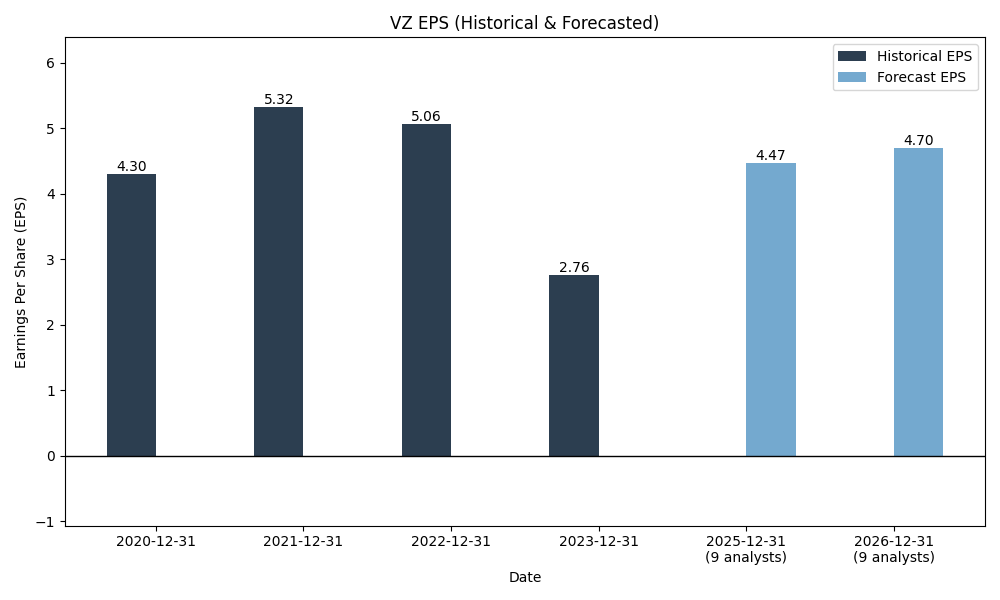 VZ EPS (Historical & Forecasted)
Historical EPS
Forecast EPS
Earnings Per Share (EPS)
6
5
4
3
2
1
0
−1
4.30
5.32
5.06
2.76
4.47
4.70
2020-12-31
2021-12-31
2022-12-31
2023-12-31
2025-12-31
(9 analysts)
2026-12-31
(9 analysts)
Date